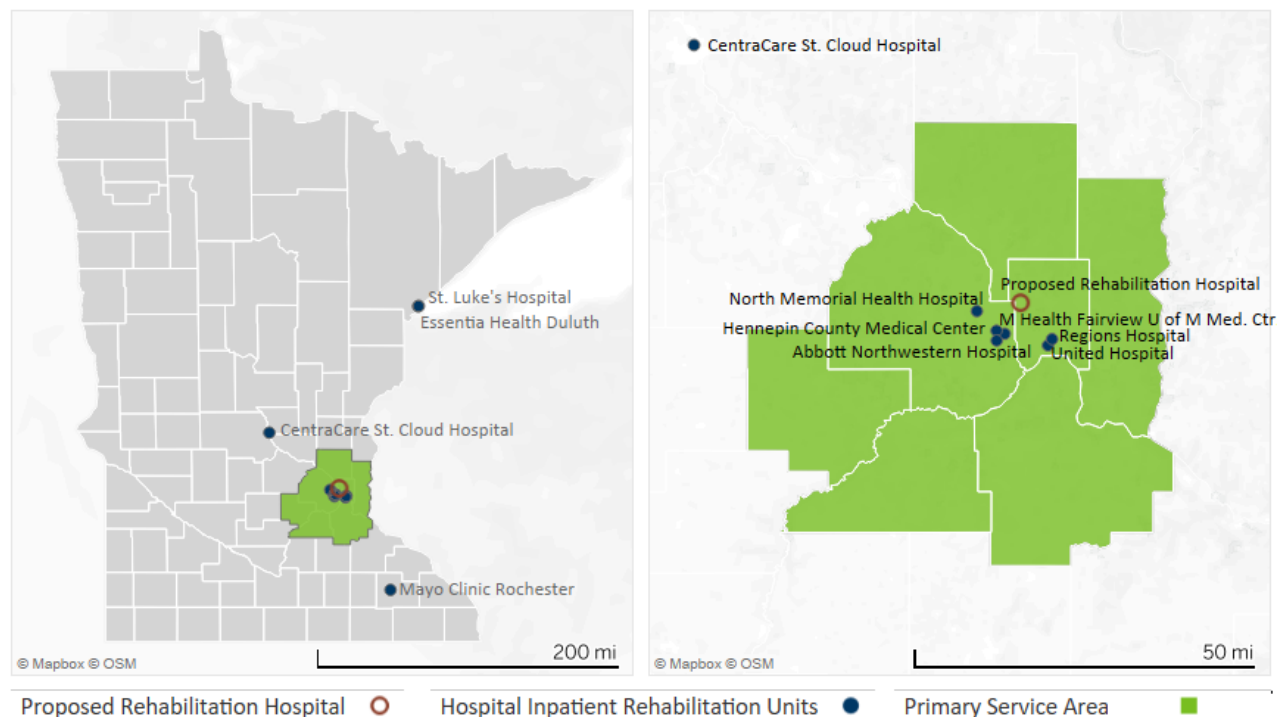 St. Luke's Hospital
Essentia Health Duluth
CentraCare St. Cloud Hospital
Mayo Clinic Rochester
© Mapbox © OSM
200 mi
CentraCare St. Cloud Hospital
Proposed Rehabilitation Hospital
North Memorial Health Hospital
M Health Fairview U of M Med. Ctr
Hennepin County Medical Center
Regions Hospital
Abbott Northwestern Hospital
United Hospital
© Mapbox © OSM
50 mi
Proposed Rehabilitation Hospital
Hospital Inpatient Rehabilitation Units
Primary Service Area